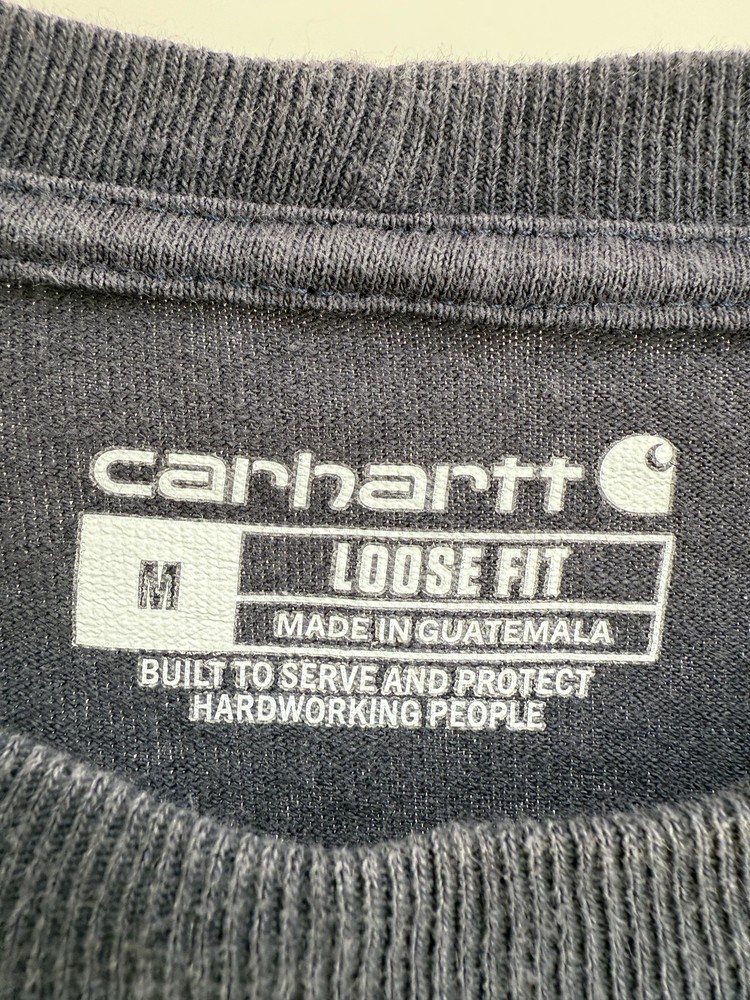 carhartt
M
LOOSE FIT
MADE IN GUATEMALA
BUILT TO SERVE AND PROTECT
HARDWORKING PEOPLE